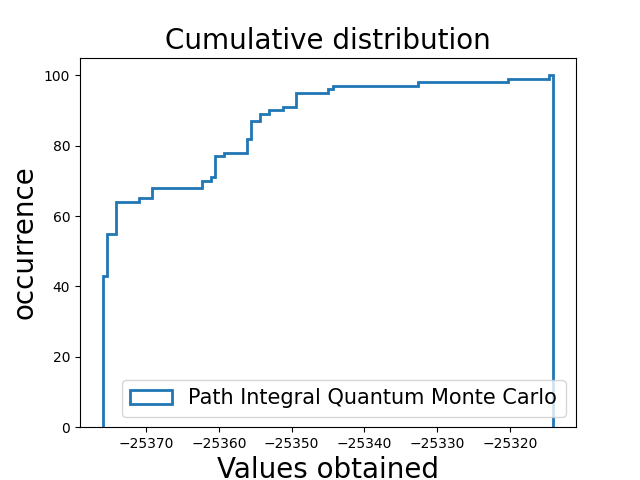 Cumulative distribution
occurrence
100
80
60
40
20
0
Path Integral Quantum Monte Carlo
−25370 −25360 −25350 −25340 −25330 −25320
Values obtained